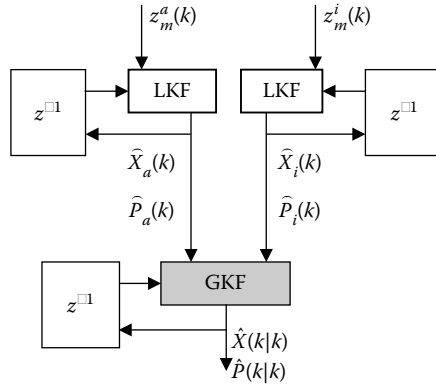 z_m^a(k)
z_m^i(k)
z^□1
LKF
LKF
z^□1
X̂_a(k)
X̂_i(k)
P̂_a(k)
P̂_i(k)
z^□1
GKF
X̂(k|k)
P̂(k|k)